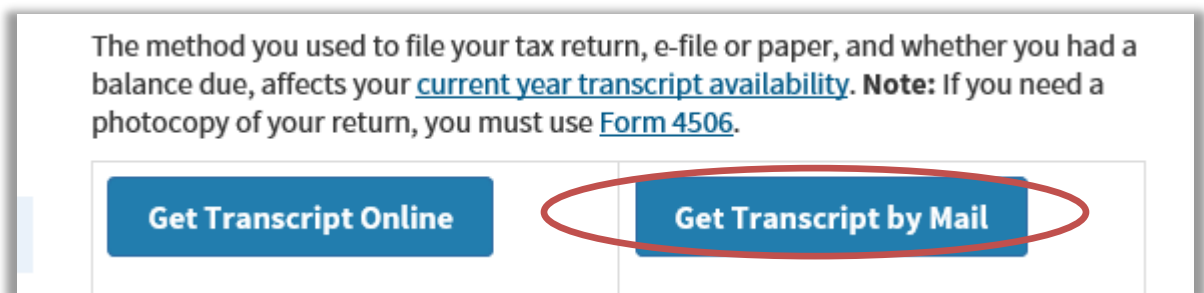 The method you used to file your tax return, e-file or paper, and whether you had a
balance due, affects your current year transcript availability. Note: If you need a
photocopy of your return, you must use Form 4506.
Get Transcript Online
Get Transcript by Mail